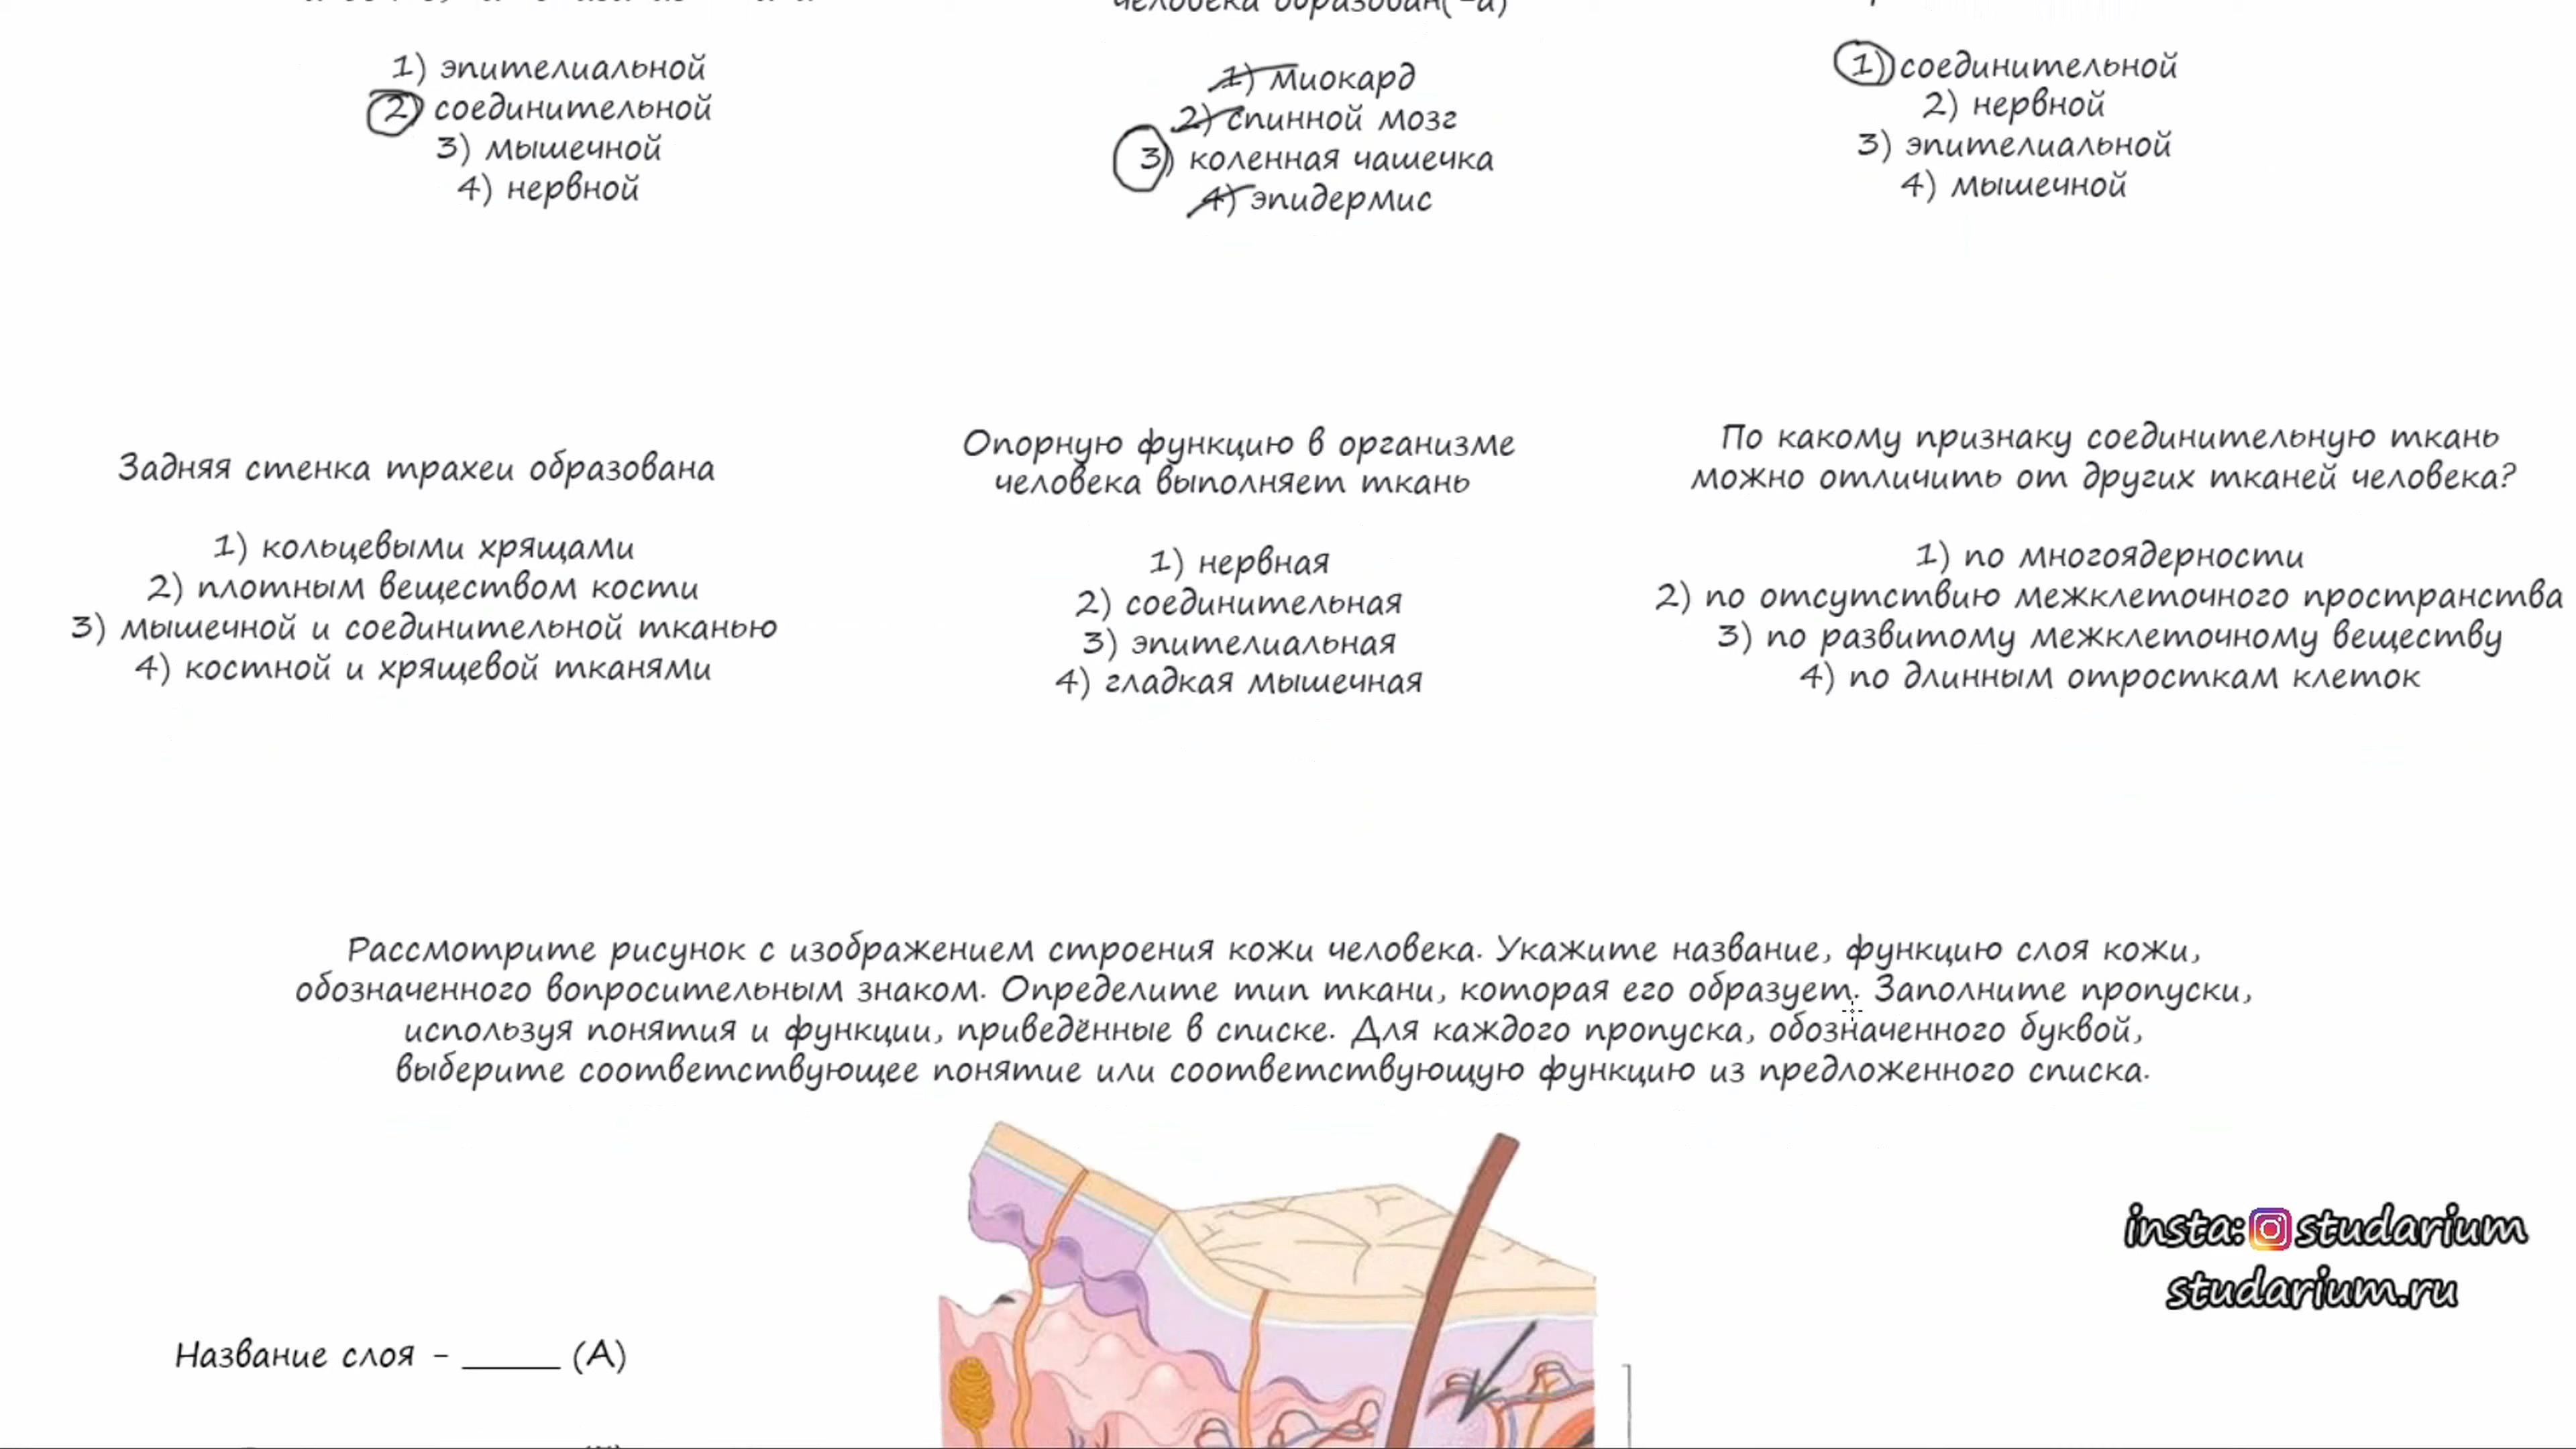 человека образован(-а)
1) эпителиальной
2) соединительной
3) мышечной
4) нервной
1) миокард
2) спинной мозг
3) коленная чашечка
4) эпидермис
1) соединительной
2) нервной
3) эпителиальной
4) мышечной
Задняя стенка трахеи образована
1) кольцевыми хрящами
2) плотным веществом кости
3) мышечной и соединительной тканью
4) костной и хрящевой тканями
Опорную функцию в организме
человека выполняет ткань
1) нервная
2) соединительная
3) эпителиальная
4) гладкая мышечная
По какому признаку соединительную ткань
можно отличить от других тканей человека?
1) по многоядерности
2) по отсутствию межклеточного пространства
3) по развитому межклеточному веществу
4) по длинным отросткам клеток
Рассмотрите рисунок с изображением строения кожи человека. Укажите название, функцию слоя кожи,
обозначенного вопросительным знаком. Определите тип ткани, которая его образует. Заполните пропуски,
используя понятия и функции, приведённые в списке. Для каждого пропуска, обозначенного буквой,
выберите соответствующее понятие или соответствующую функцию из предложенного списка.
Название слоя - _____ (А)
insta: studarium
studarium.ru